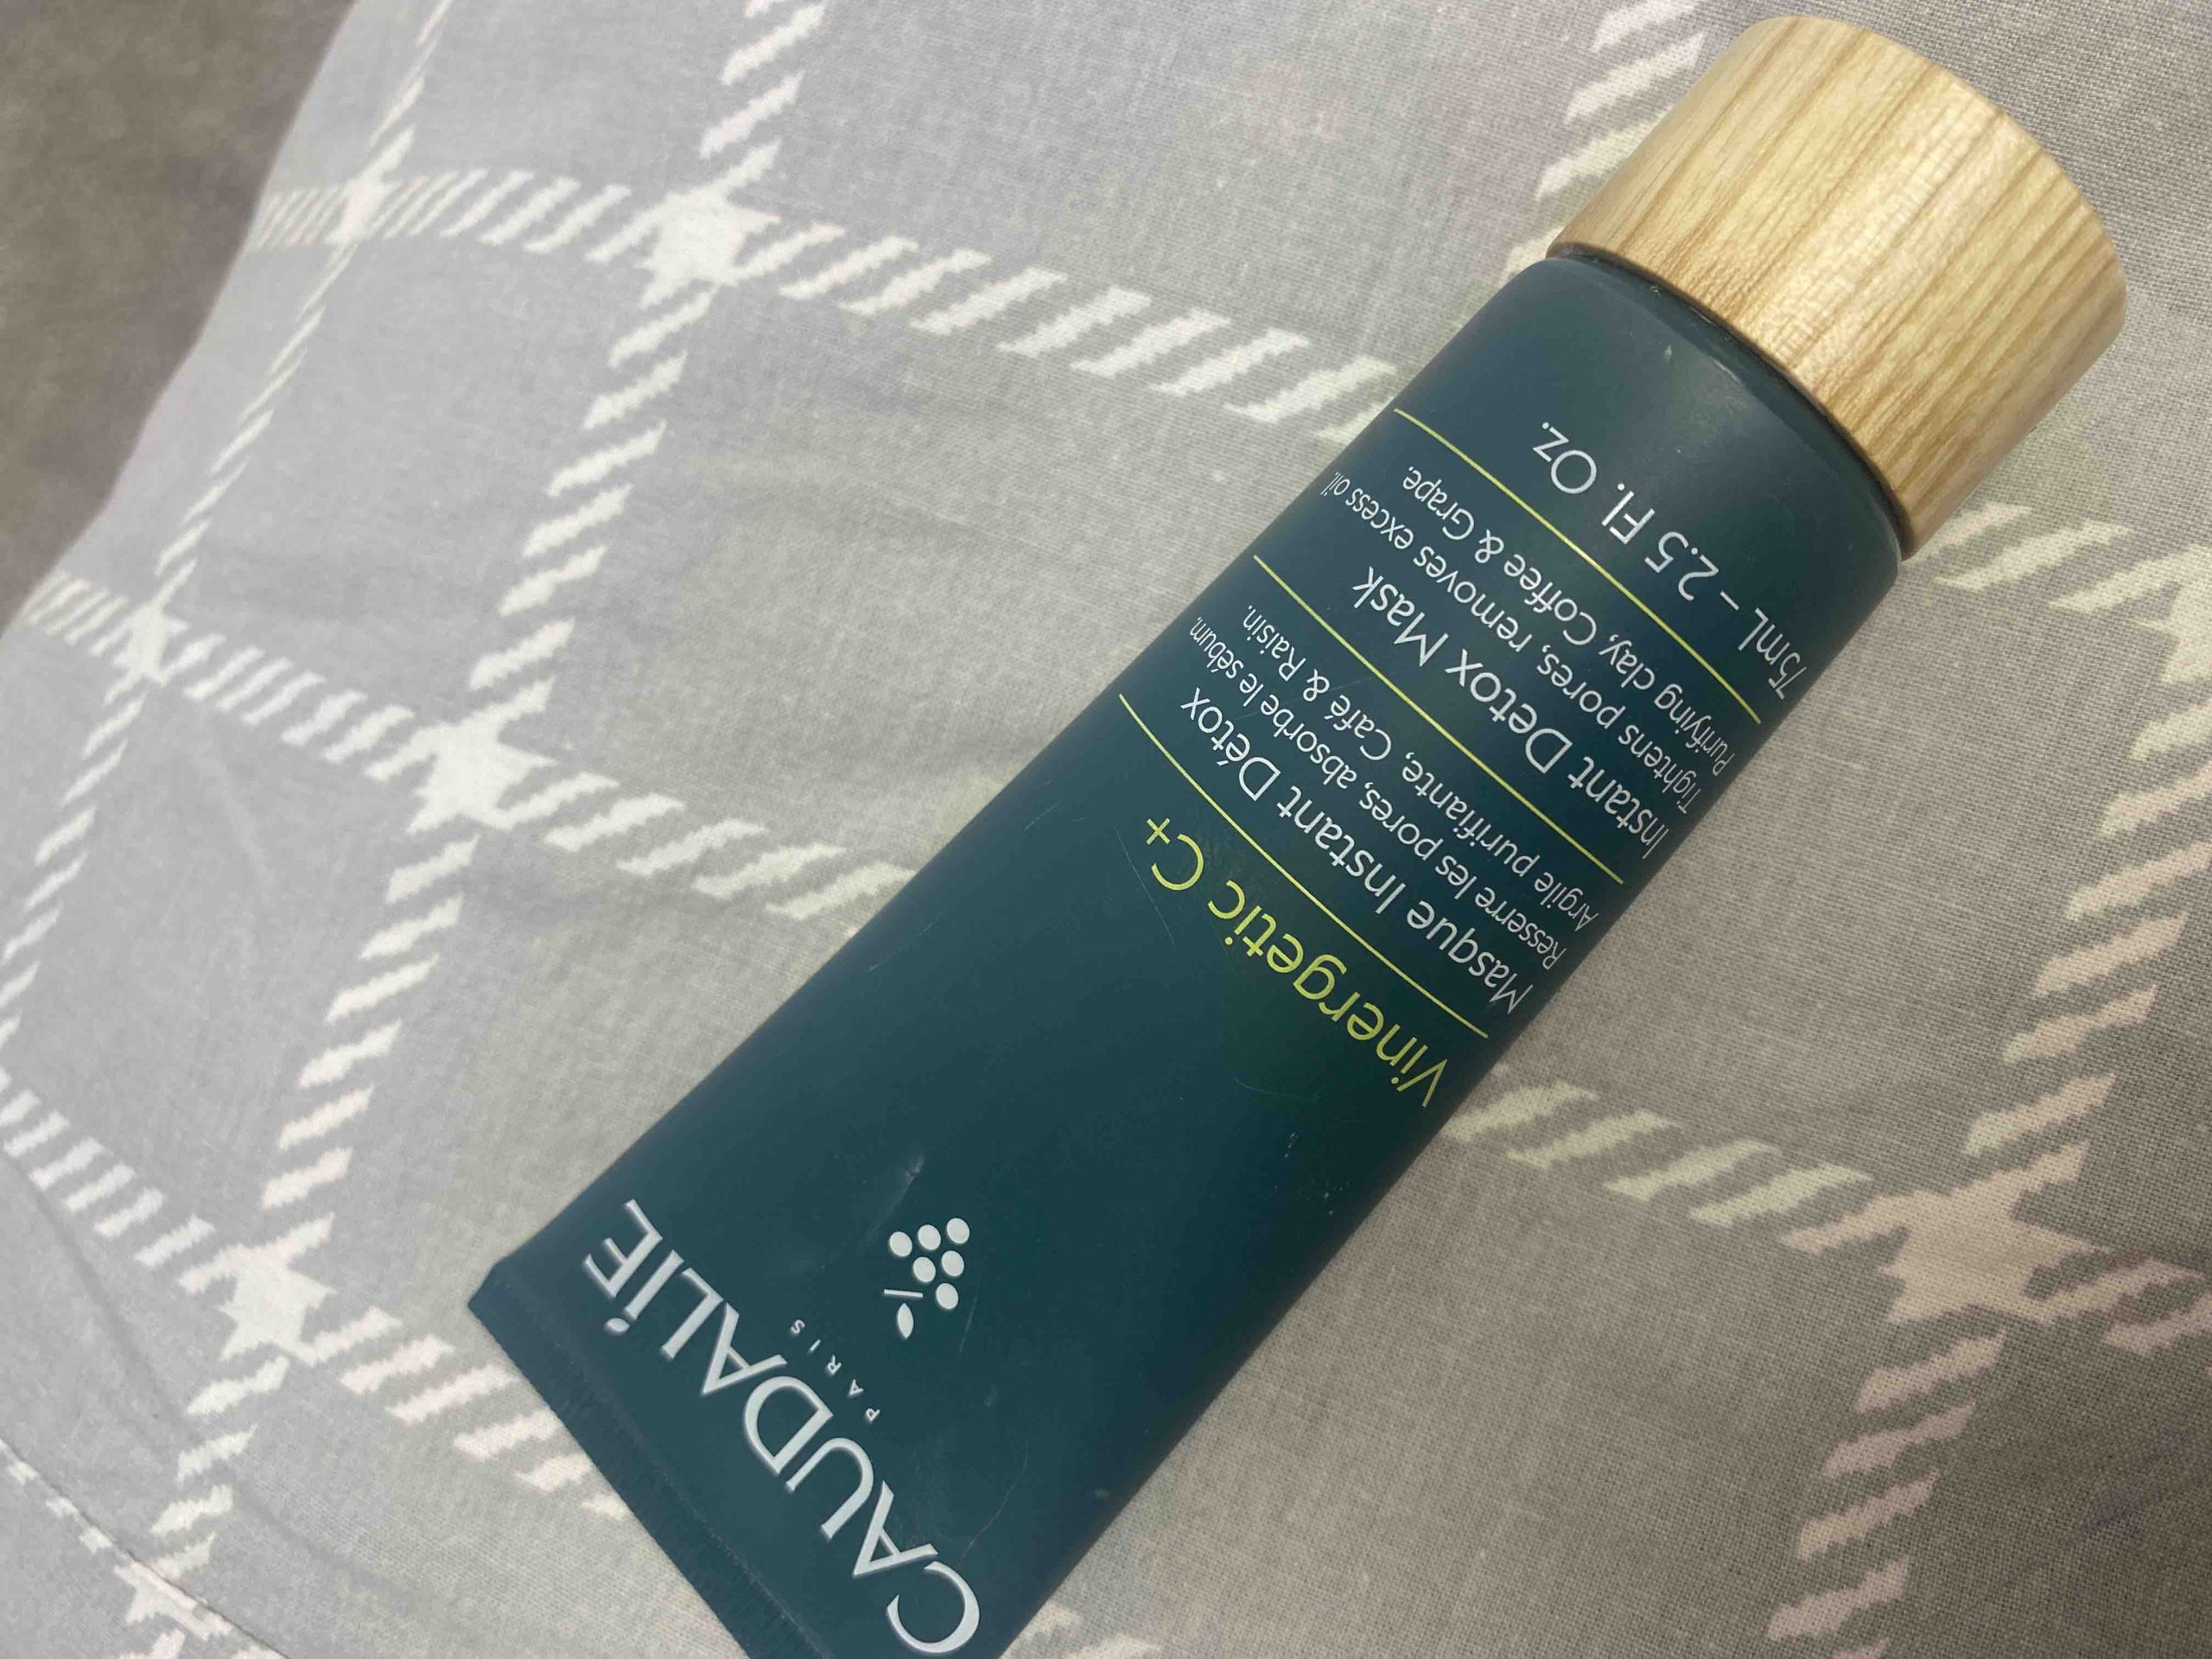 CAUDALÍE
PARIS
Vinergetic C+
Masque Instant Détox
Resserre les pores, absorbe le sébum.
Argile purifiante, Café & Raisin.
Instant Detox Mask
Tightens pores, removes excess oil.
Purifying clay, Coffee & Grape.
75mL – 2.5 Fl. Oz.